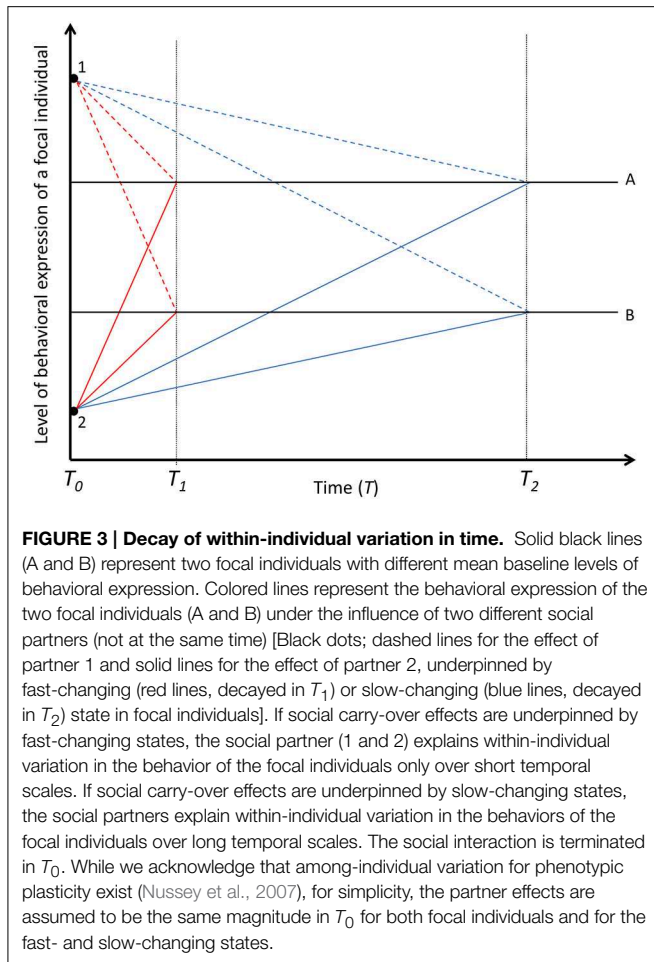 Level of behavioral expression of a focal individual
1
A
B
2
T0
T1
Time (T)
T2
FIGURE 3 | Decay of within-individual variation in time. Solid black lines
(A and B) represent two focal individuals with different mean baseline levels of
behavioral expression. Colored lines represent the behavioral expression of the
two focal individuals (A and B) under the influence of two different social
partners (not at the same time) [Black dots; dashed lines for the effect of
partner 1 and solid lines for the effect of partner 2, underpinned by
fast-changing (red lines, decayed in T1) or slow-changing (blue lines, decayed
in T2) state in focal individuals]. If social carry-over effects are underpinned by
fast-changing states, the social partner (1 and 2) explains within-individual
variation in the behavior of the focal individuals only over short temporal
scales. If social carry-over effects are underpinned by slow-changing states,
the social partners explain within-individual variation in the behaviors of the
focal individuals over long temporal scales. The social interaction is terminated
in T0. While we acknowledge that among-individual variation for phenotypic
plasticity exist (Nussey et al., 2007), for simplicity, the partner effects are
assumed to be the same magnitude in T0 for both focal individuals and for the
fast- and slow-changing states.